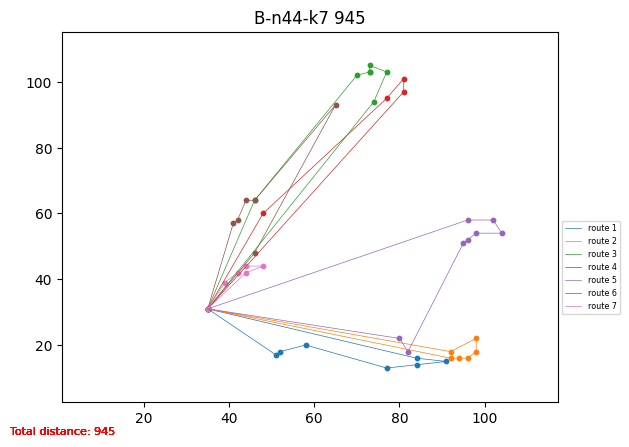 B-n44-k7 945
100
80
60
40
20
20
40
60
80
100
route 1
route 2
route 3
route 4
route 5
route 6
route 7
Total distance: 945